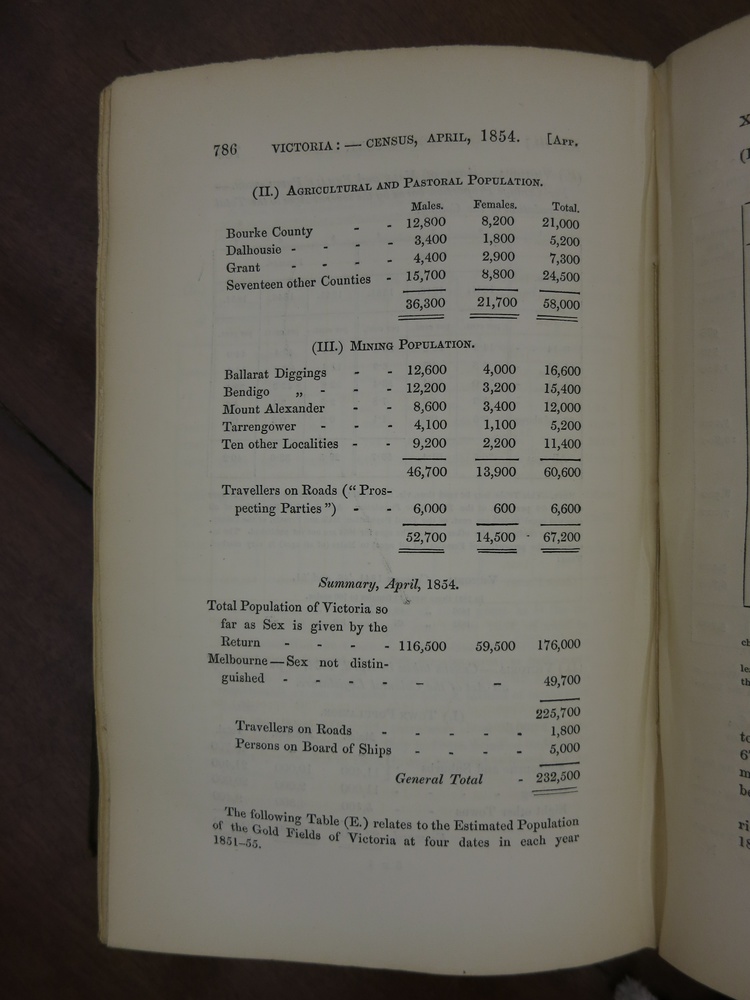 786 VICTORIA: — CENSUS, APRIL, 1854. [App.
(II.) Agricultural and Pastoral Population.
Males. Females. Total.
Bourke County - - 12,800 8,200 21,000
Dalhousie - - - - 3,400 1,800 5,200
Grant - - - - 4,400 2,900 7,300
Seventeen other Counties - 15,700 8,800 24,500
36,300 21,700 58,000
(III.) Mining Population.
Ballarat Diggings - - 12,600 4,000 16,600
Bendigo „ - - - 12,200 3,200 15,400
Mount Alexander - - 8,600 3,400 12,000
Tarrengower - - - 4,100 1,100 5,200
Ten other Localities - - 9,200 2,200 11,400
46,700 13,900 60,600
Travellers on Roads (“ Pros-
pecting Parties ”) - - 6,000 600 6,600
52,700 14,500 67,200
Summary, April, 1854.
Total Population of Victoria so
far as Sex is given by the
Return - - - - 116,500 59,500 176,000
Melbourne — Sex not distin-
guished - - - - – – 49,700
225,700
Travellers on Roads - - - - - 1,800
Persons on Board of Ships - - - - 5,000
General Total - 232,500
The following Table (E.) relates to the Estimated Population
of the Gold Fields of Victoria at four dates in each year
1851–55.